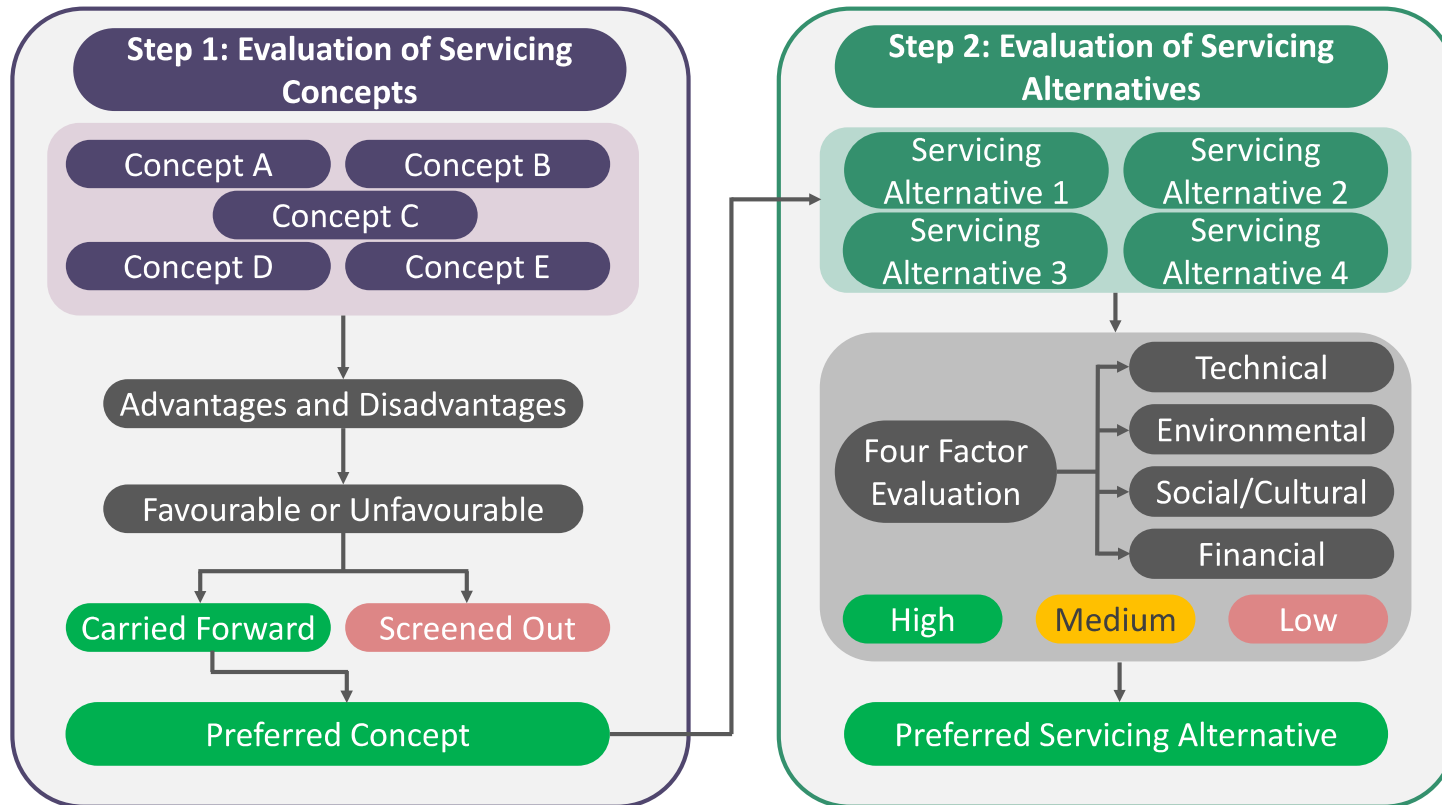 Step 1: Evaluation of Servicing
Concepts
Concept A
Concept B
Concept C
Concept D
Concept E
Advantages and Disadvantages
Favourable or Unfavourable
Carried Forward
Screened Out
Preferred Concept
Step 2: Evaluation of Servicing
Alternatives
Servicing
Alternative 1
Servicing
Alternative 2
Servicing
Alternative 3
Servicing
Alternative 4
Four Factor
Evaluation
Technical
Environmental
Social/Cultural
Financial
High
Medium
Low
Preferred Servicing Alternative